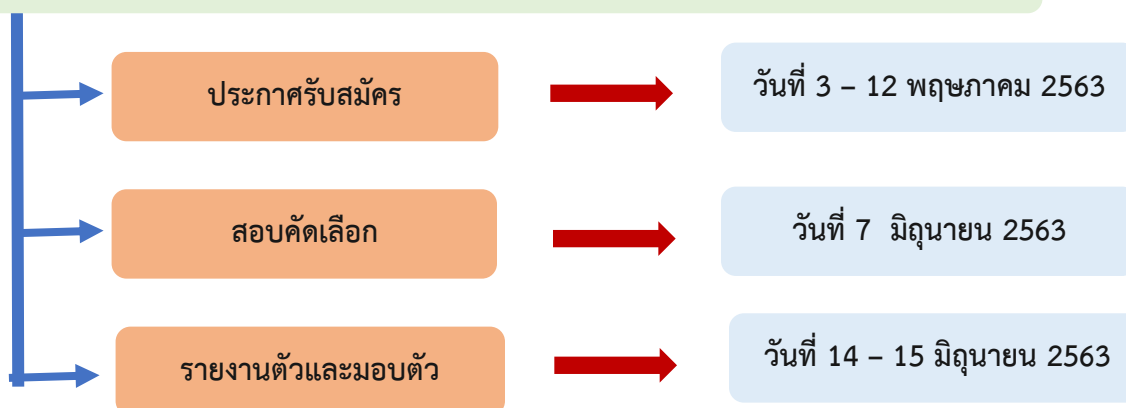 ประกาศรับสมัคร
วันที่ 3 – 12 พฤษภาคม 2563
สอบคัดเลือก
วันที่ 7 มิถุนายน 2563
รายงานตัวและมอบตัว
วันที่ 14 – 15 มิถุนายน 2563